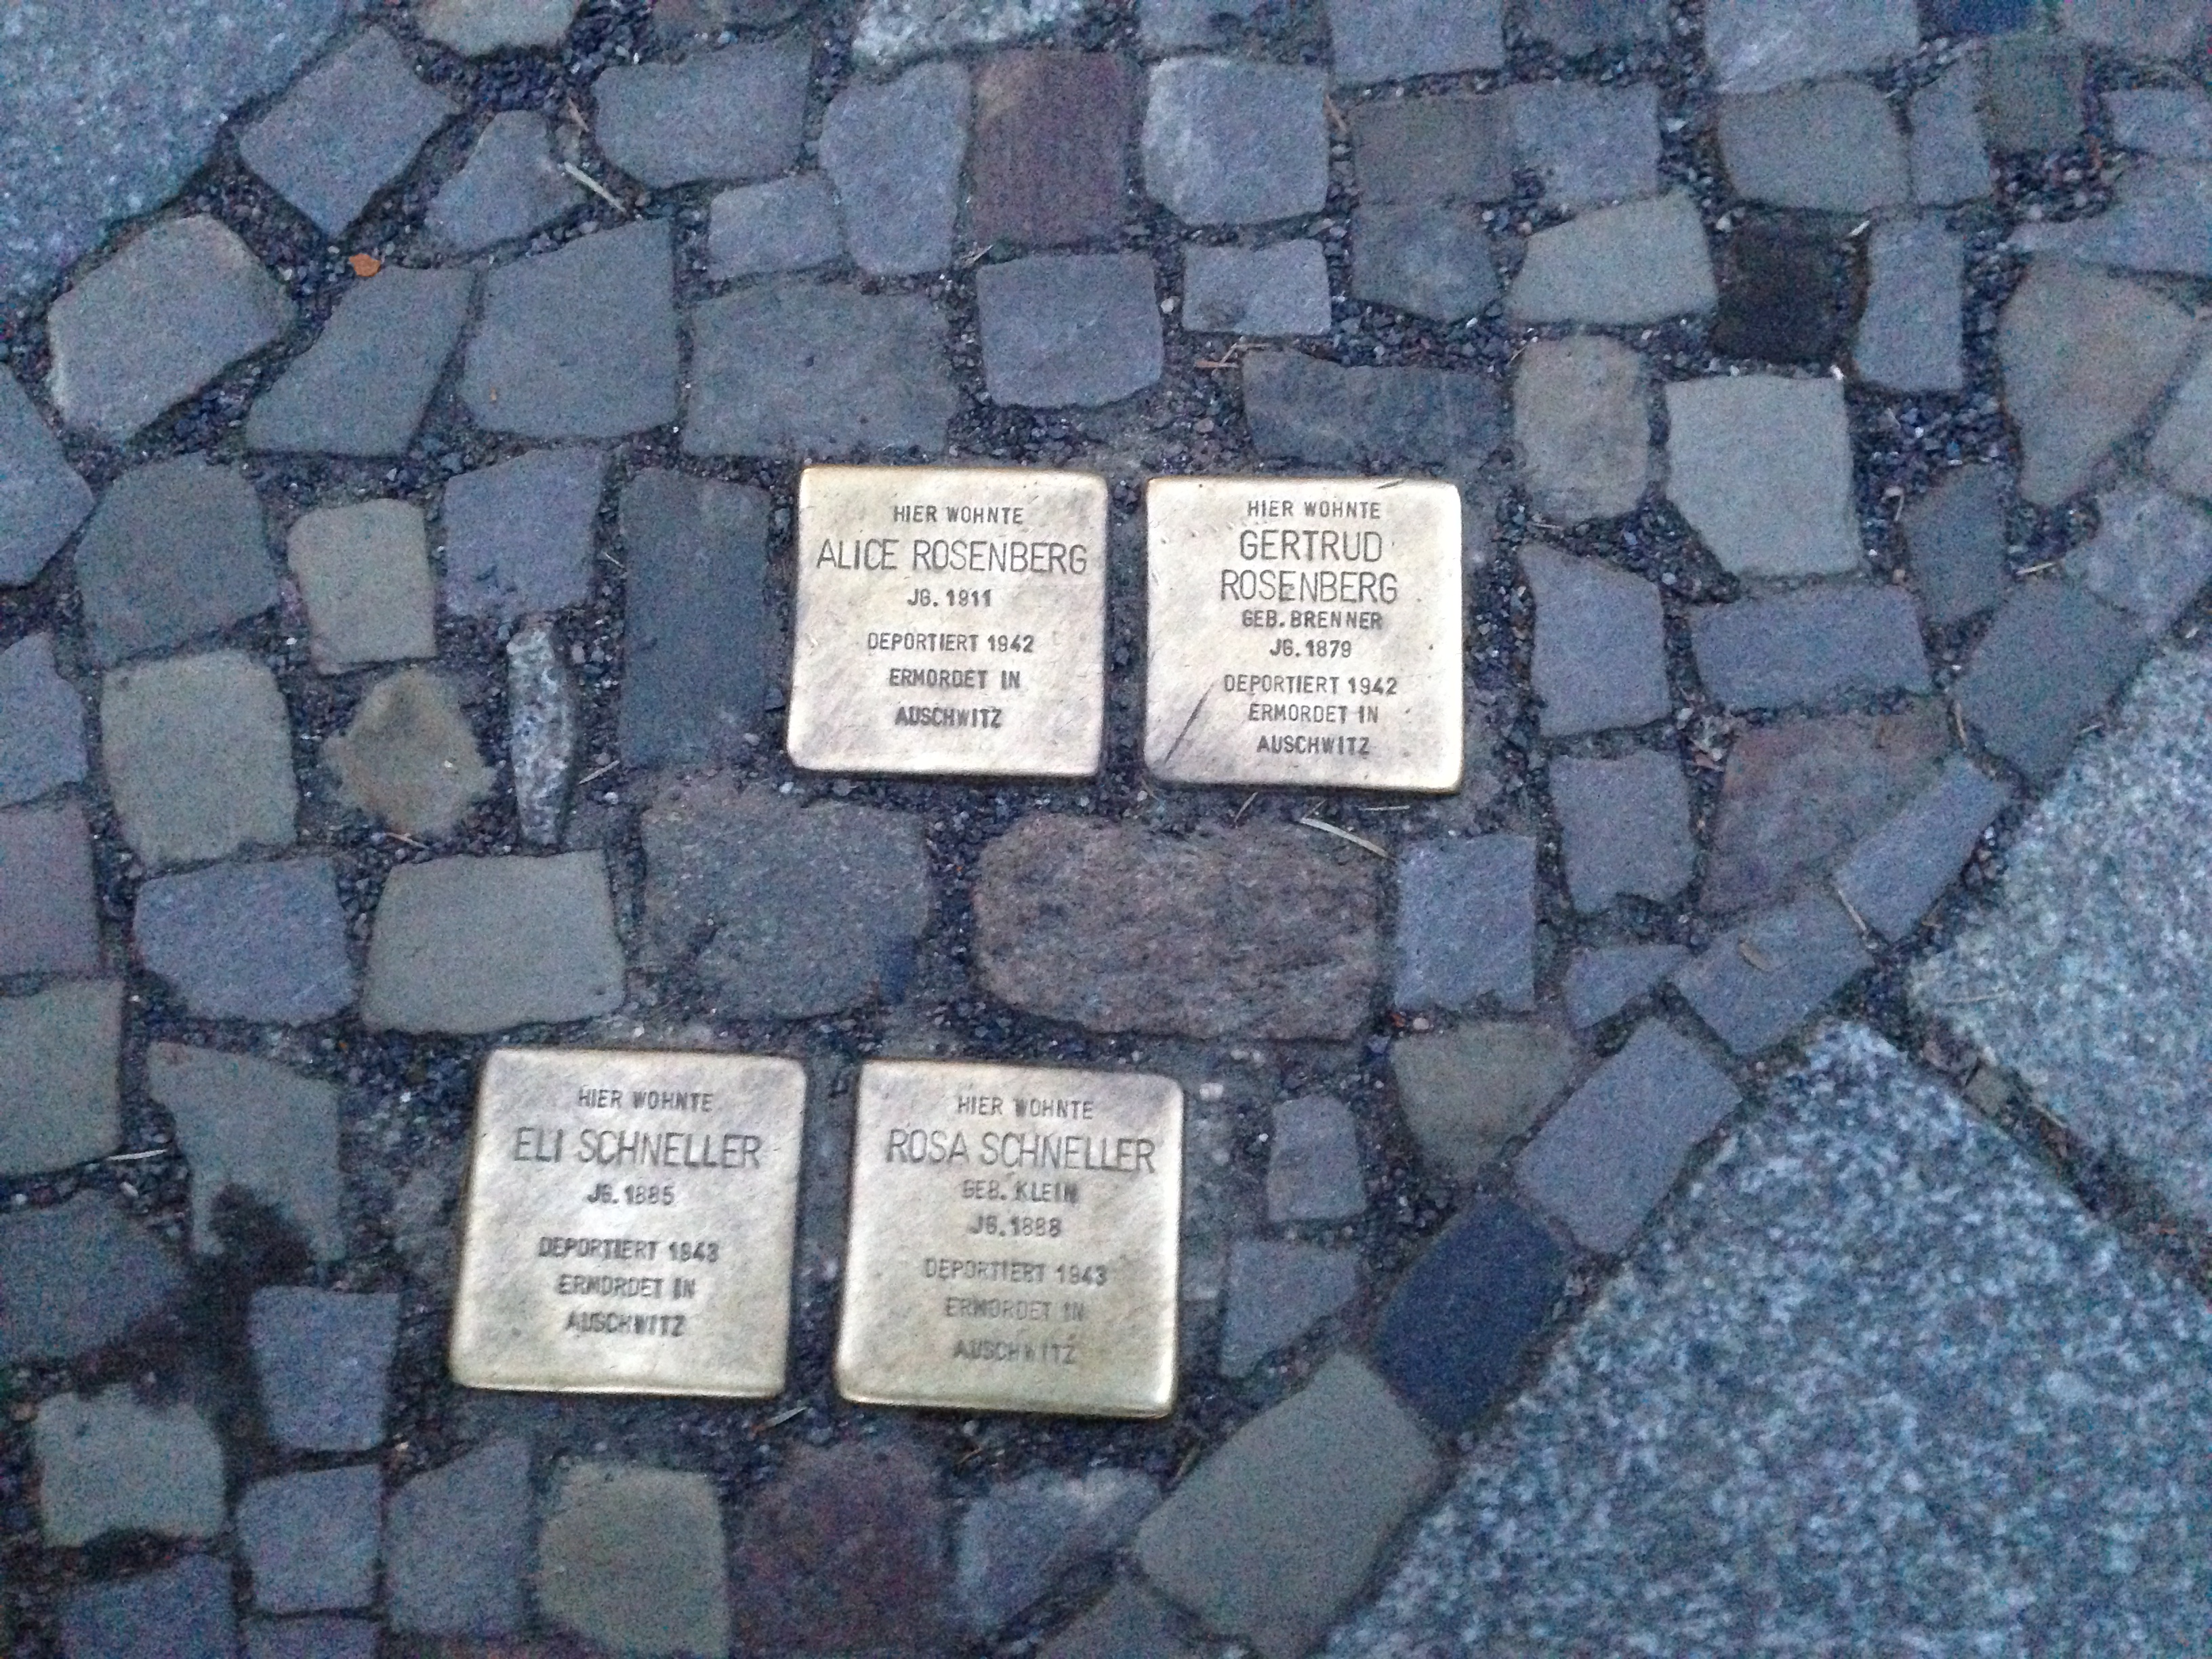 HIER WOHNTE
ALICE ROSENBERG
JG. 1911
DEPORTIERT 1942
ERMORDET IN
AUSCHWITZ
HIER WOHNTE
GERTRUD
ROSENBERG
GEB. BRENNER
JG. 1879
DEPORTIERT 1942
ERMORDET IN
AUSCHWITZ
HIER WOHNTE
ELI SCHNELLER
JG. 1885
DEPORTIERT 1943
ERMORDET IN
AUSCHWITZ
HIER WOHNTE
ROSA SCHNELLER
GEB. KLEIN
JG. 1888
DEPORTIERT 1943
ERMORDET IN
AUSCHWITZ